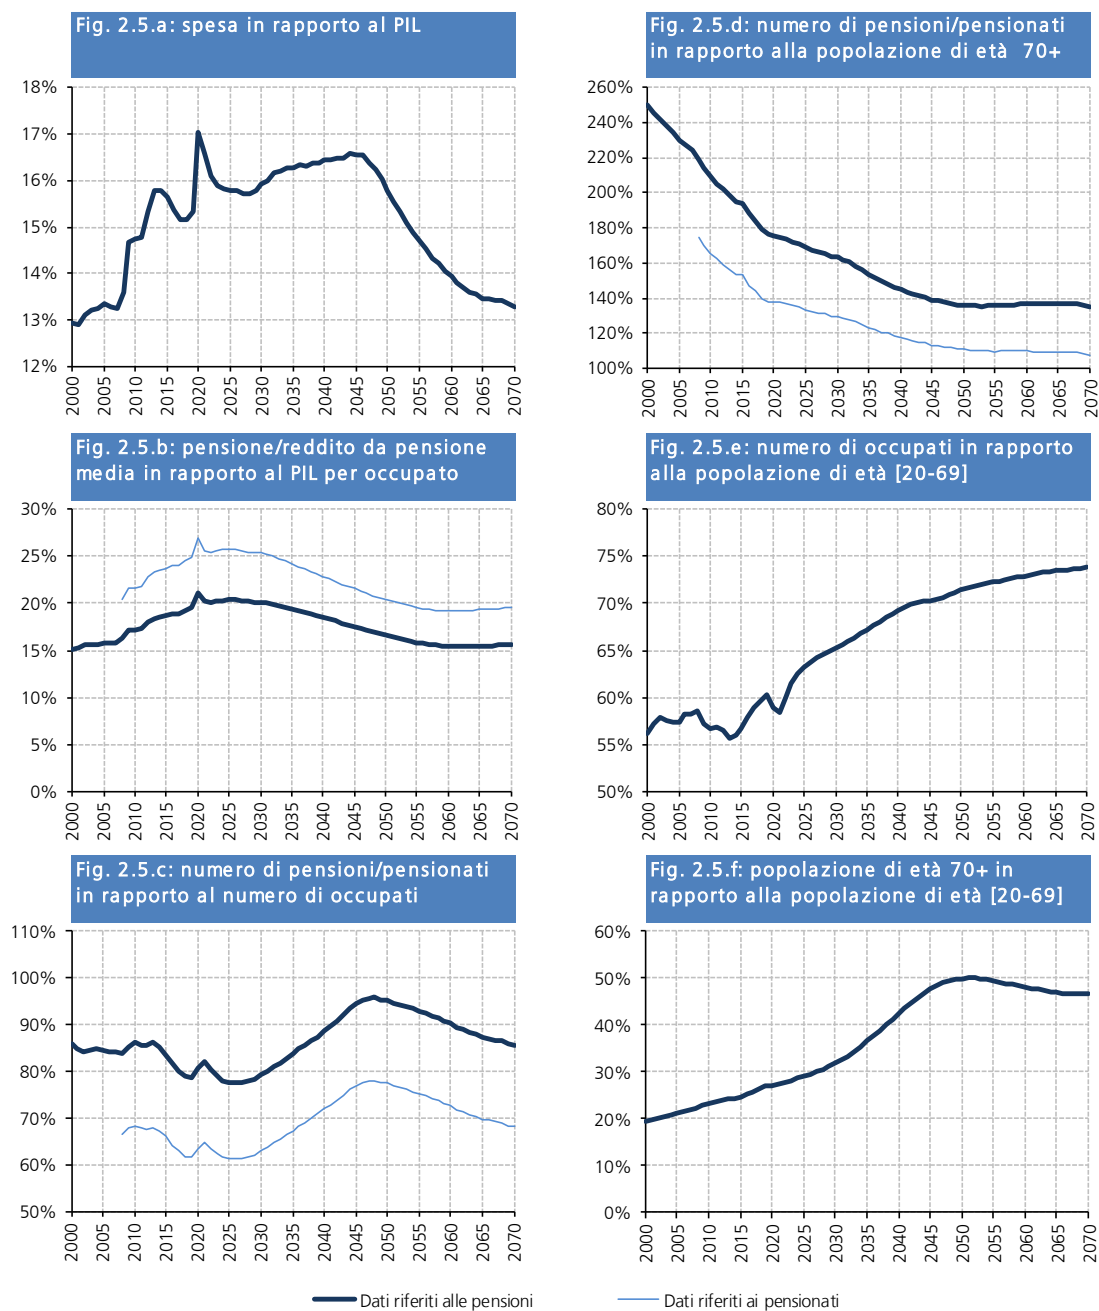 Fig. 2.5.a: spesa in rapporto al PIL
18%
17%
16%
15%
14%
13%
12%
2000 2005 2010 2015 2020 2025 2030 2035 2040 2045 2050 2055 2060 2065 2070
Fig. 2.5.d: numero di pensioni/pensionati
in rapporto alla popolazione di età 70+
260%
240%
220%
200%
180%
160%
140%
120%
100%
2000 2005 2010 2015 2020 2025 2030 2035 2040 2045 2050 2055 2060 2065 2070
Fig. 2.5.b: pensione/reddito da pensione
media in rapporto al PIL per occupato
30%
25%
20%
15%
10%
5%
0%
2000 2005 2010 2015 2020 2025 2030 2035 2040 2045 2050 2055 2060 2065 2070
Fig. 2.5.e: numero di occupati in rapporto
alla popolazione di età [20-69]
80%
75%
70%
65%
60%
55%
50%
2000 2005 2010 2015 2020 2025 2030 2035 2040 2045 2050 2055 2060 2065 2070
Fig. 2.5.c: numero di pensioni/pensionati
in rapporto al numero di occupati
110%
100%
90%
80%
70%
60%
50%
2000 2005 2010 2015 2020 2025 2030 2035 2040 2045 2050 2055 2060 2065 2070
Fig. 2.5.f: popolazione di età 70+ in
rapporto alla popolazione di età [20-69]
60%
50%
40%
30%
20%
10%
0%
2000 2005 2010 2015 2020 2025 2030 2035 2040 2045 2050 2055 2060 2065 2070
Dati riferiti alle pensioni
Dati riferiti ai pensionati